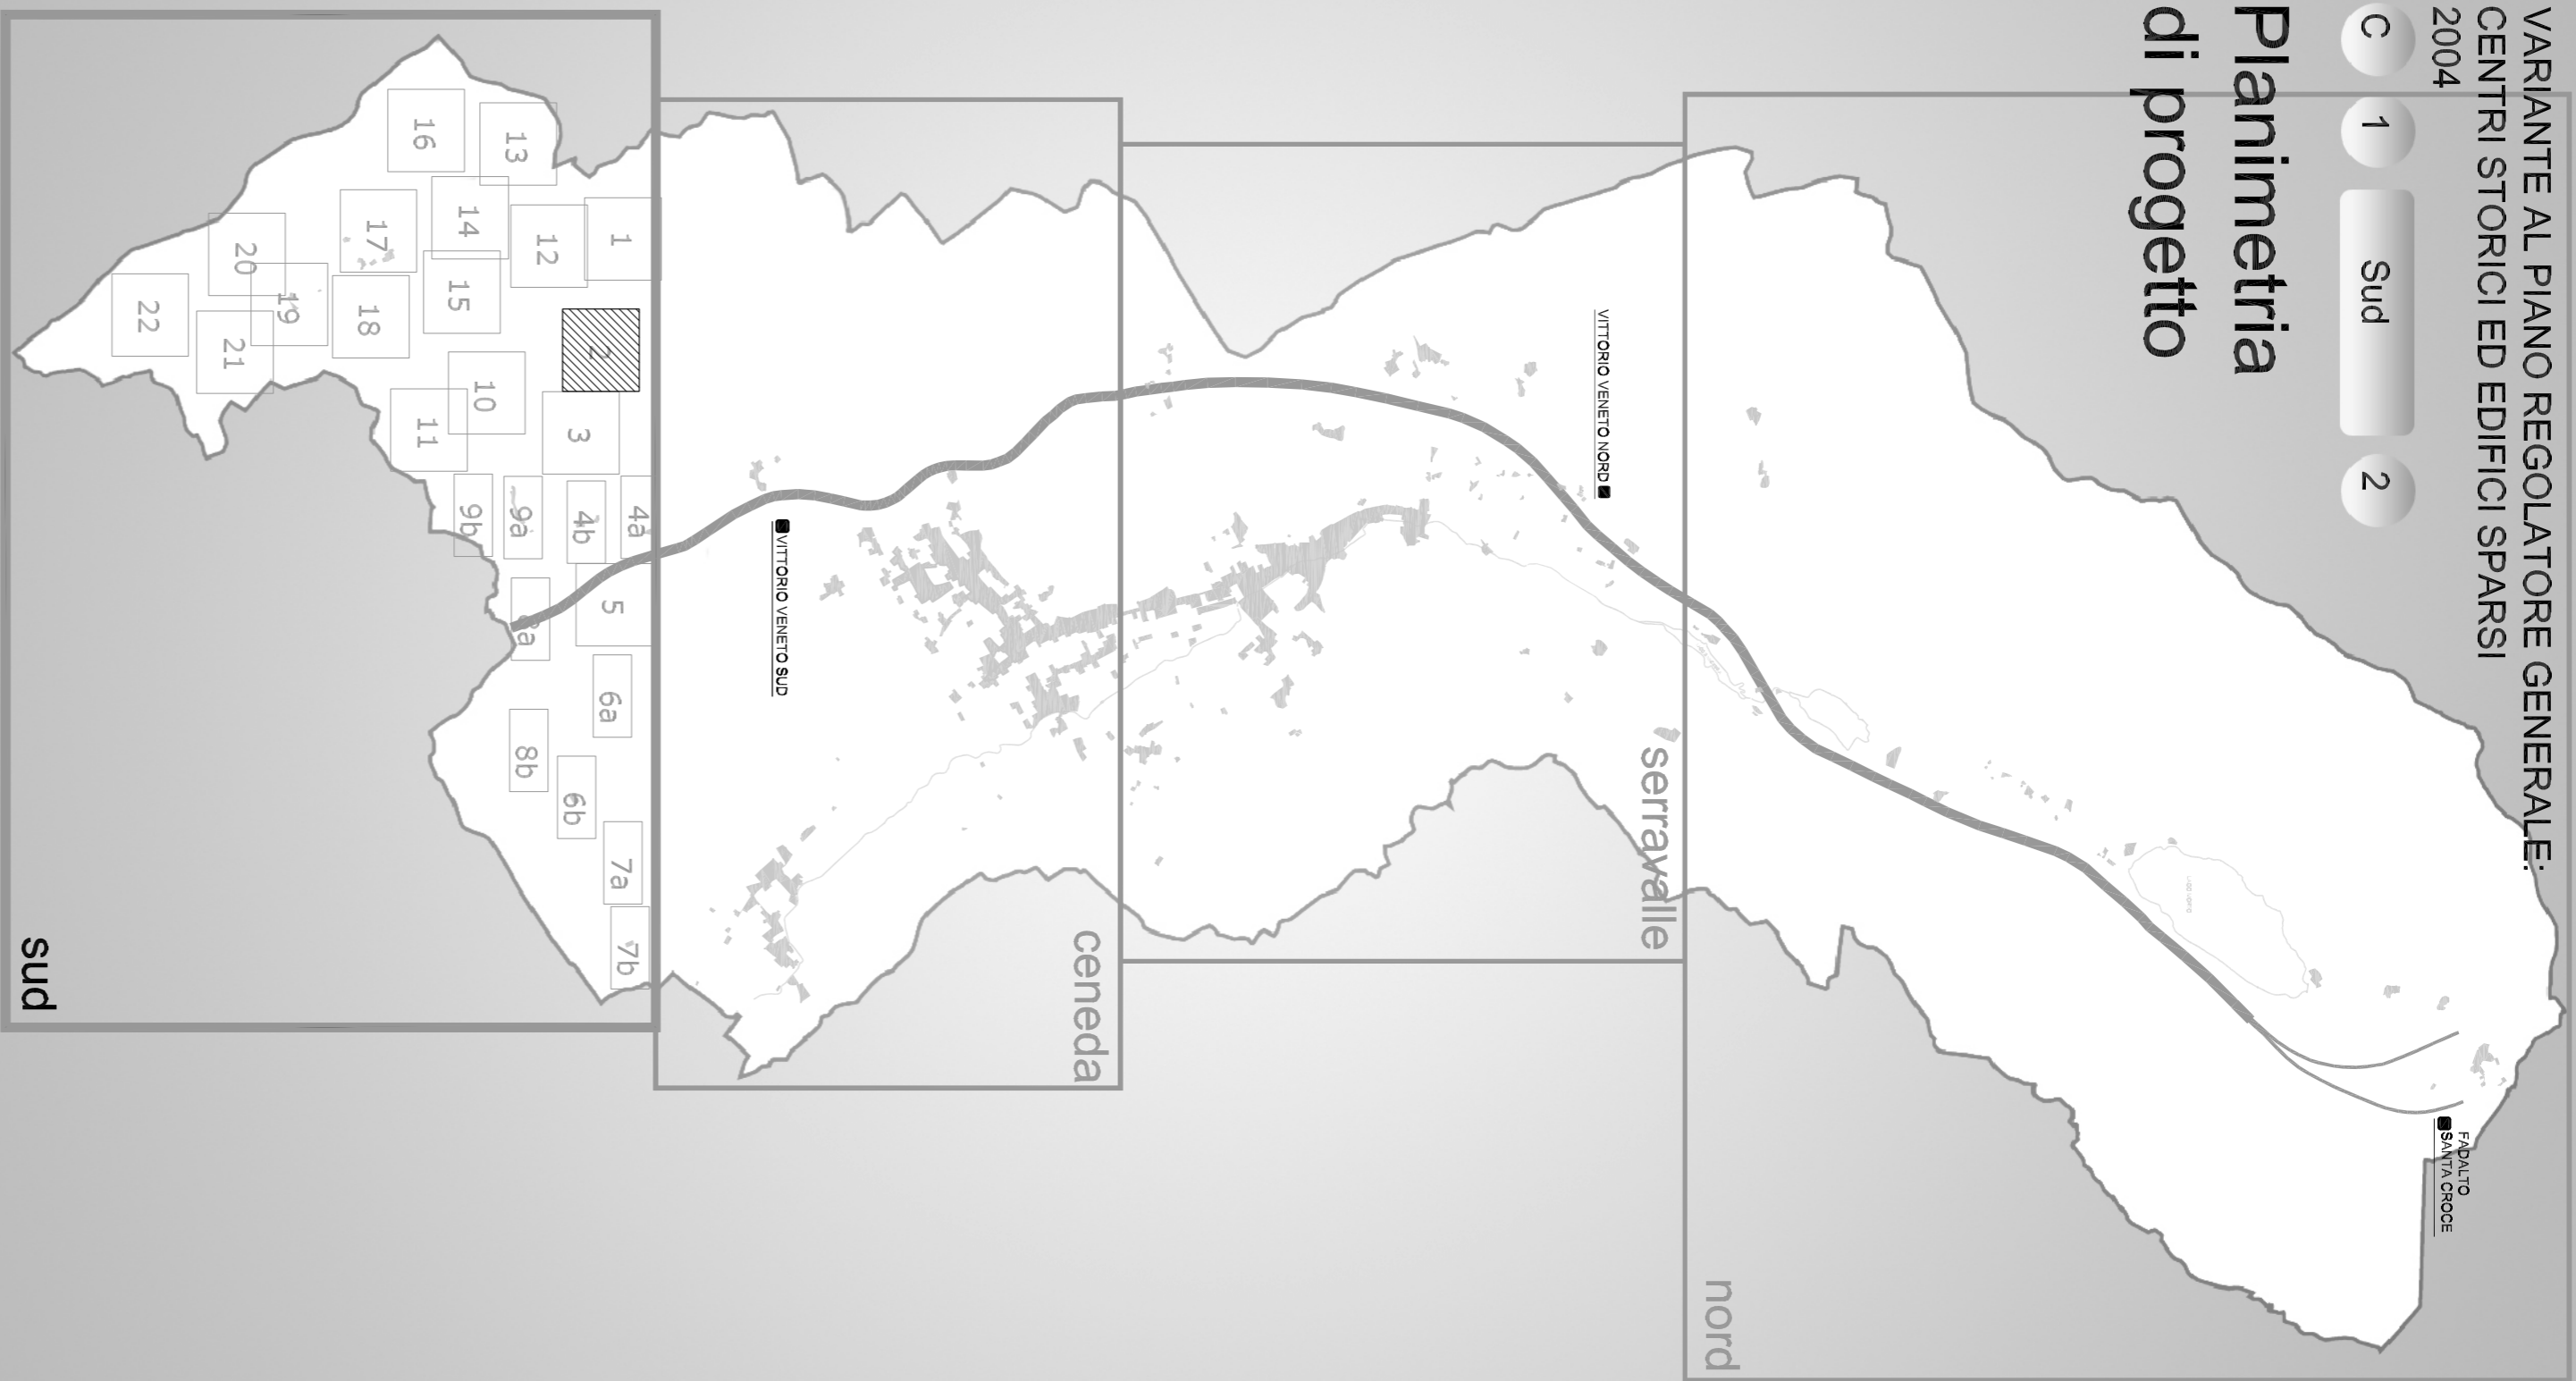 VARIANTE AL PIANO REGOLATORE GENERALE:
CENTRI STORICI ED EDIFICI SPARSI
2004
C 1 Sud 2
Planimetria
di progetto
FADALTO
SANTA CROCE
nord
VITTORIO VENETO NORD
serravalle
ceneda
VITTORIO VENETO SUD
1
2
3
4a
4b
5
6a
6b
7a
7b
8b
9a
9b
10
11
12
13
14
15
16
17
18
19
20
21
22
sud